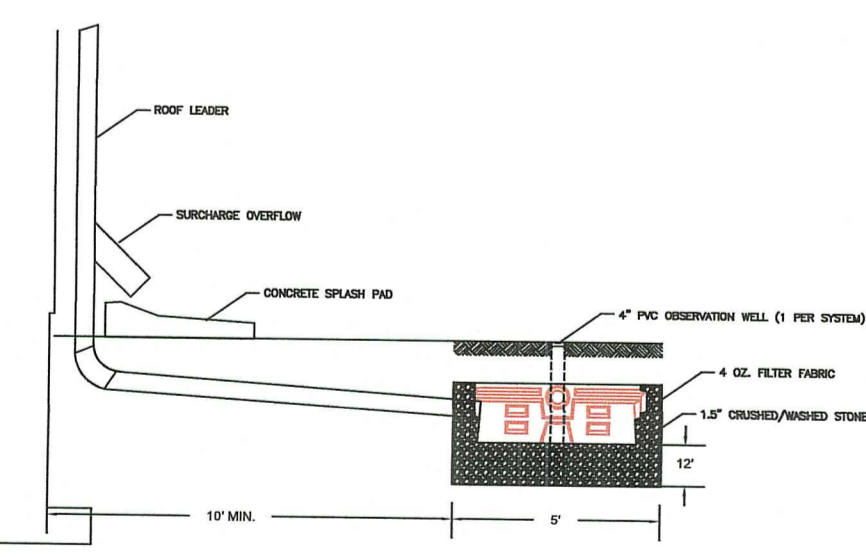 ROOF LEADER
SURCHARGE OVERFLOW
CONCRETE SPLASH PAD
4" PVC OBSERVATION WELL (1 PER SYSTEM)
4 OZ. FILTER FABRIC
1.5" CRUSHED/WASHED STONE
12'
10' MIN.
5'